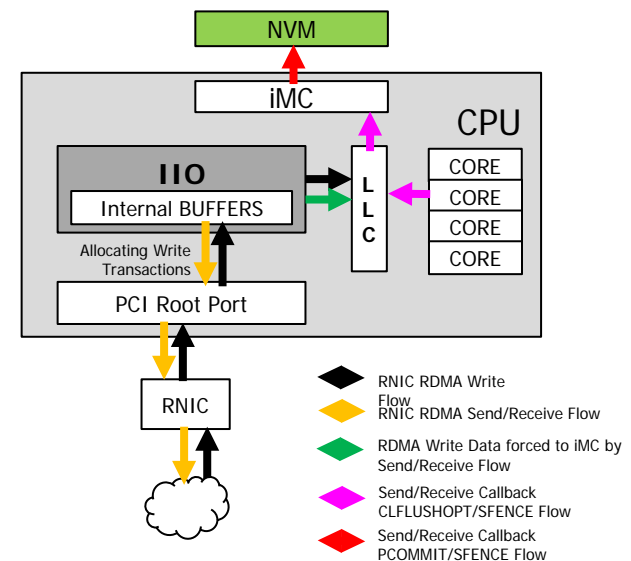 NVM
iMC
CPU
IIO
Internal BUFFERS
L
L
C
CORE
CORE
CORE
CORE
Allocating Write
Transactions
PCI Root Port
RNIC
RNIC RDMA Write
Flow
RNIC RDMA Send/Receive Flow
RDMA Write Data forced to iMC by
Send/Receive Flow
Send/Receive Callback
CLFLUSHOPT/SFENCE Flow
Send/Receive Callback
PCOMMIT/SFENCE Flow